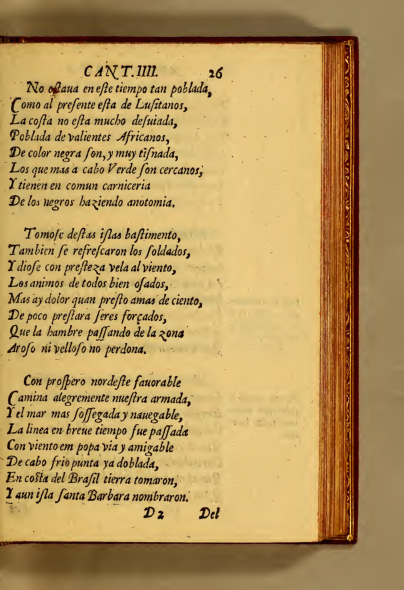 CANT. IIII. 26
No eſtaua en eſte tiempo tan poblada,
Como al preſente eſta de Luſitanos,
La coſta no eſta mucho deſuiada,
Poblada de valientes Africanos,
De color negra ſon, y muy tiſnada,
Los que mas a cabo Verde ſon cercanos,
Y tienen en comun carniceria
De los negros haziendo anotomia.
Tomoſe deſtas iſlas baſtimento,
Tambien ſe refreſcaron los ſoldados,
Y dioſe con preſteza vela al viento,
Los animos de todos bien oſados,
Mas ay dolor quan preſto amas de ciento,
De poco preſtara ſeres forçados,
Que la hambre paſſando de la zona
Aroſo ni velloſo no perdona.
Con proſpero nordeſte fauorable
Camina alegremente nueſtra armada,
Y el mar mas ſoſſegada y nauegable,
La linea en breue tiempo fue paſſada
Con viento em popa via y amigable
De cabo frio punta ya doblada,
En coſta del Braſil tierra tomaron,
Y aun iſla ſanta Barbara nombraron.
D2 Del